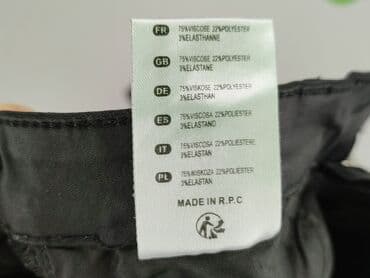 FR 75%VISCOSE 22%POLYESTER
3%ELASTHANNE
GB 75%VISCOSE 22%POLYESTER
3%ELASTANE
DE 75%VISKOSE 22%POLYESTER
3%ELASTHAN
ES 75%VISCOSA 22%POLIESTER
3%ELASTANO
IT 75%VISCOSA 22%POLIESTERE
3%ELASTAN
PL 75%WISKOZA 22%POLIESTER
3%ELASTAN
MADE IN R.P.C